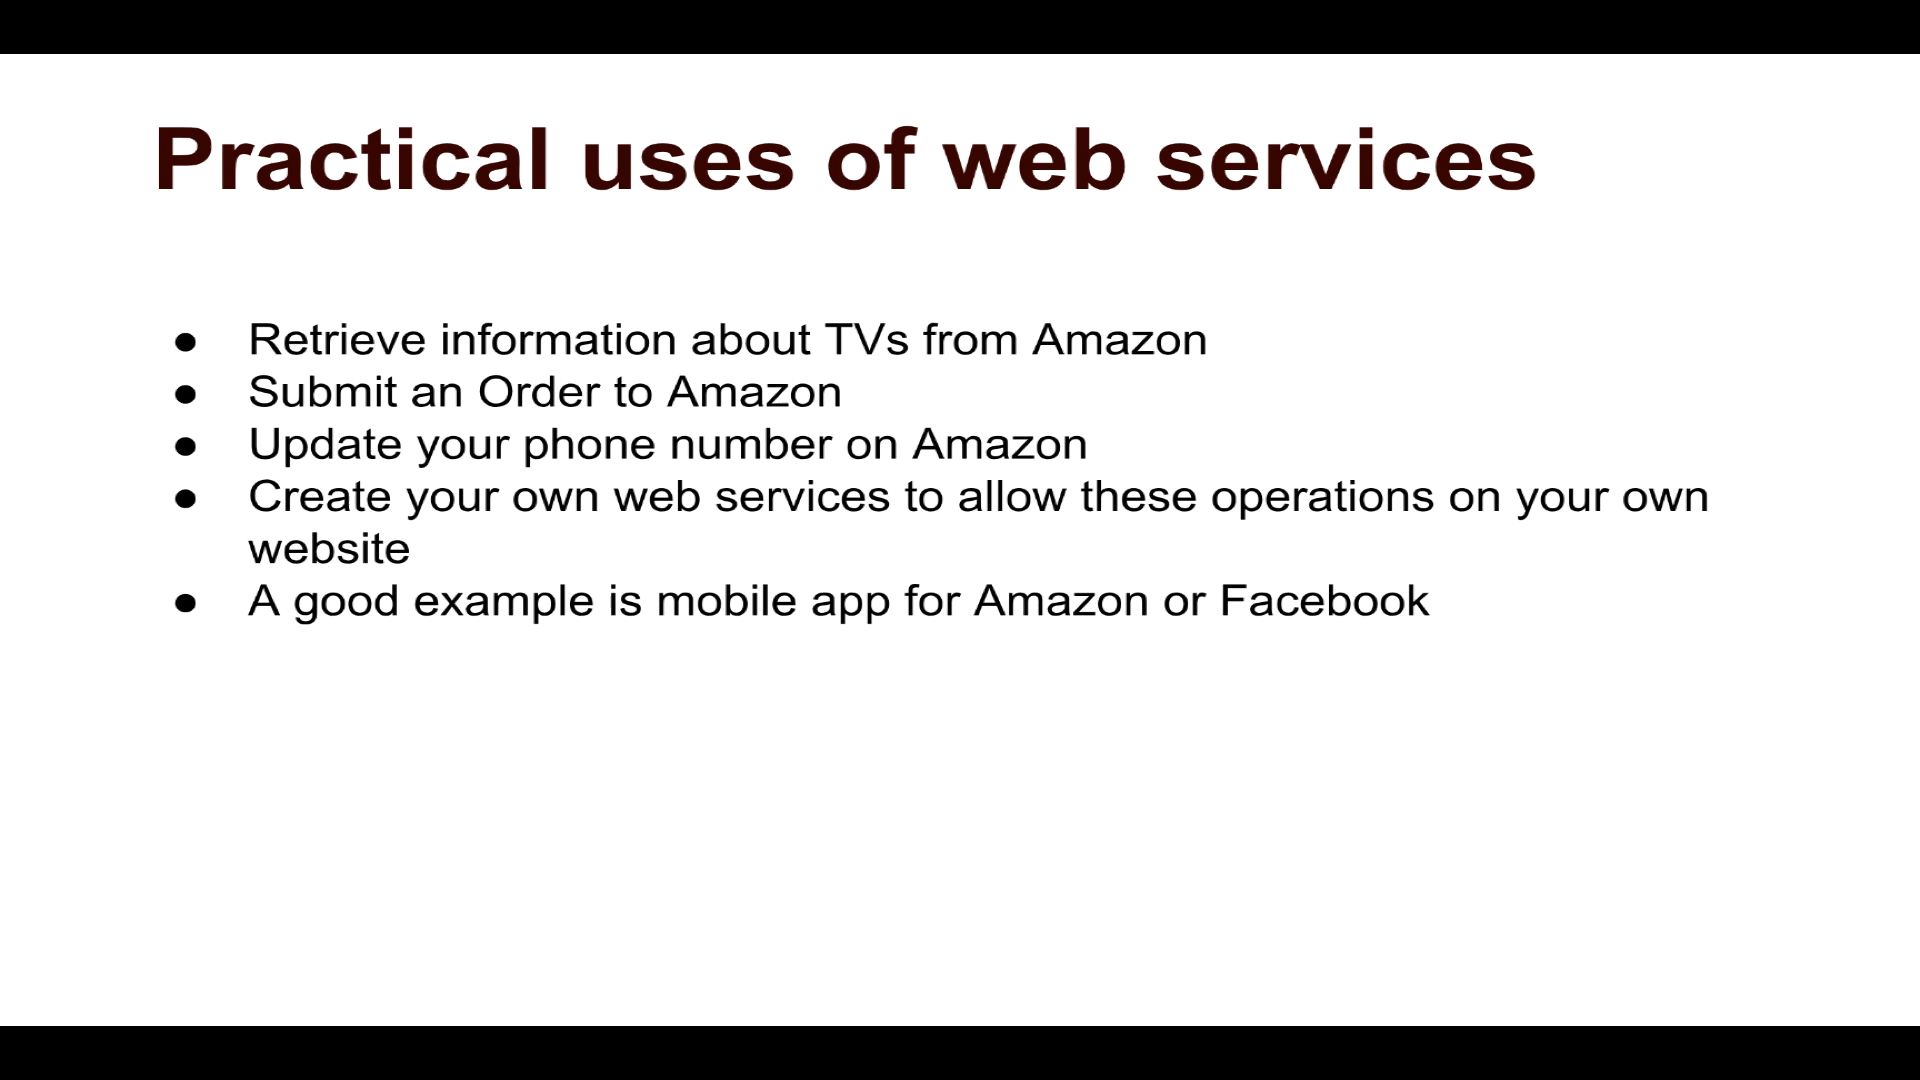 Practical uses of web services
● Retrieve information about TVs from Amazon
● Submit an Order to Amazon
● Update your phone number on Amazon
● Create your own web services to allow these operations on your own
website
● A good example is mobile app for Amazon or Facebook